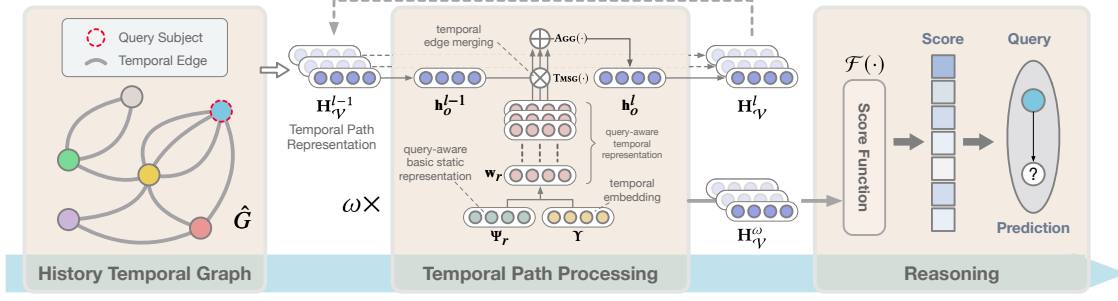 Query Subject
Temporal Edge
Ĝ
History Temporal Graph
H_𝒱^{l-1}
Temporal Path
Representation
ω×
temporal
edge merging
AGG(·)
TMSG(·)
h_o^{l-1}
h_o^l
query-aware
temporal
representation
query-aware
basic static
representation
w_r
temporal
embedding
Ψ_r
Υ
Temporal Path Processing
H_𝒱^l
H_𝒱^ω
ℱ(·)
Score Function
Score
Query
?
Prediction
Reasoning